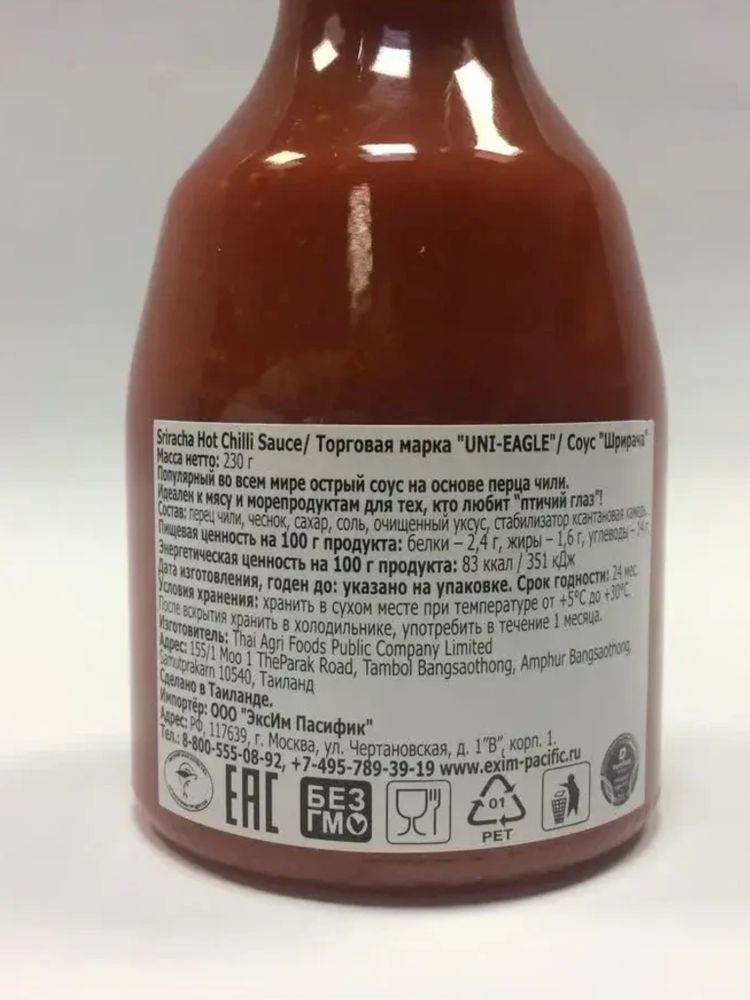 Sriracha Hot Chilli Sauce/ Торговая марка "UNI-EAGLE"/ Соус "Шрирача"
Масса нетто: 230 г
Популярный во всем мире острый соус на основе перца чили.
Идеален к мясу и морепродуктам для тех, кто любит "птичий глаз"!
Состав: перец чили, чеснок, сахар, соль, очищенный уксус, стабилизатор ксантановая
Пищевая ценность на 100 г продукта: белки – 2,4 г, жиры – 1,6 г, углеводы –
Энергетическая ценность на 100 г продукта: 83 ккал / 351 кДж
Дата изготовления, годен до: указано на упаковке. Срок годности: 24 мес.
Условия хранения: хранить в сухом месте при температуре от +5°C до +30°C.
После вскрытия хранить в холодильнике, употребить в течение 1 месяца.
Изготовитель: Thai Agri Foods Public Company Limited
Адрес: 155/1 Moo 1 TheParak Road, Tambol Bangsaothong, Amphur Bangsaothong,
Samutprakarn 10540, Таиланд
Сделано в Таиланде.
Импортёр: ООО "ЭксИм Пасифик"
Адрес: РФ, 117639, г. Москва, ул. Чертановская, д. 1"В", корп. 1.
Тел.: 8-800-555-08-92, +7-495-789-39-19 www.exim-pacific.ru
EAC
БЕЗ
ГМО
01
PET